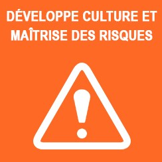 DÉVELOPPE CULTURE ET
MAÎTRISE DES RISQUES